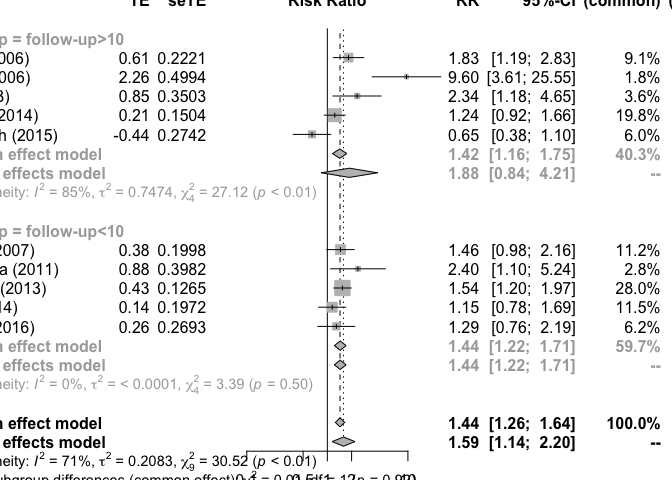 TE seTE Risk Ratio RR 95%-CI (common)
p = follow-up>10
006) 0.61 0.2221 1.83 [1.19; 2.83] 9.1%
006) 2.26 0.4994 9.60 [3.61; 25.55] 1.8%
3) 0.85 0.3503 2.34 [1.18; 4.65] 3.6%
2014) 0.21 0.1504 1.24 [0.92; 1.66] 19.8%
h (2015) -0.44 0.2742 0.65 [0.38; 1.10] 6.0%
n effect model 1.42 [1.16; 1.75] 40.3%
effects model 1.88 [0.84; 4.21] --
neity: I² = 85%, τ² = 0.7474, χ²₄ = 27.12 (p < 0.01)
p = follow-up<10
2007) 0.38 0.1998 1.46 [0.98; 2.16] 11.2%
a (2011) 0.88 0.3982 2.40 [1.10; 5.24] 2.8%
(2013) 0.43 0.1265 1.54 [1.20; 1.97] 28.0%
14) 0.14 0.1972 1.15 [0.78; 1.69] 11.5%
2016) 0.26 0.2693 1.29 [0.76; 2.19] 6.2%
n effect model 1.44 [1.22; 1.71] 59.7%
effects model 1.44 [1.22; 1.71] --
neity: I² = 0%, τ² = < 0.0001, χ²₄ = 3.39 (p = 0.50)
n effect model 1.44 [1.26; 1.64] 100.0%
effects model 1.59 [1.14; 2.20] --
neity: I² = 71%, τ² = 0.2083, χ²₉ = 30.52 (p < 0.01)
subgroup differences (common effect):